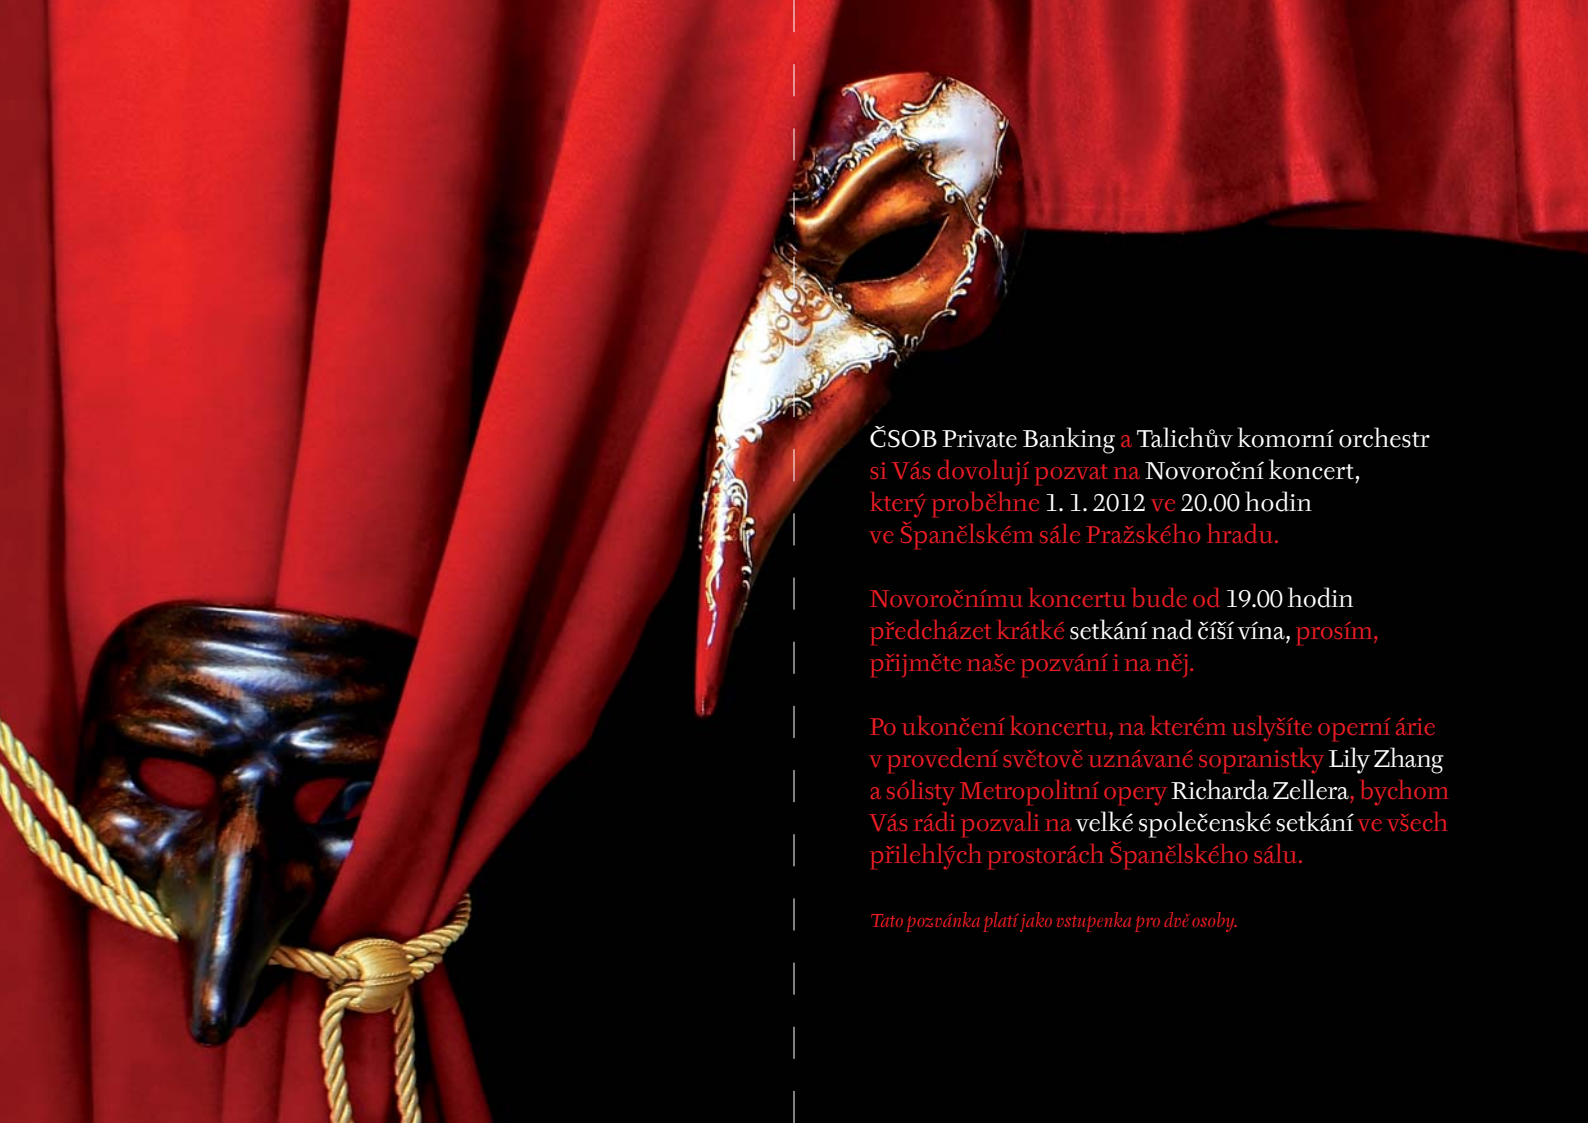 ČSOB Private Banking a Talichův komorní orchestr
si Vás dovolují pozvat na Novoroční koncert,
který proběhne 1. 1. 2012 ve 20.00 hodin
ve Španělském sále Pražského hradu.
Novoročnímu koncertu bude od 19.00 hodin
předcházet krátké setkání nad číší vína, prosím,
přijměte naše pozvání i na něj.
Po ukončení koncertu, na kterém uslyšíte operní árie
v provedení světově uznávané sopranistky Lily Zhang
a sólisty Metropolitní opery Richarda Zellera, bychom
Vás rádi pozvali na velké společenské setkání ve všech
přilehlých prostorách Španělského sálu.
Tato pozvánka platí jako vstupenka pro dvě osoby.